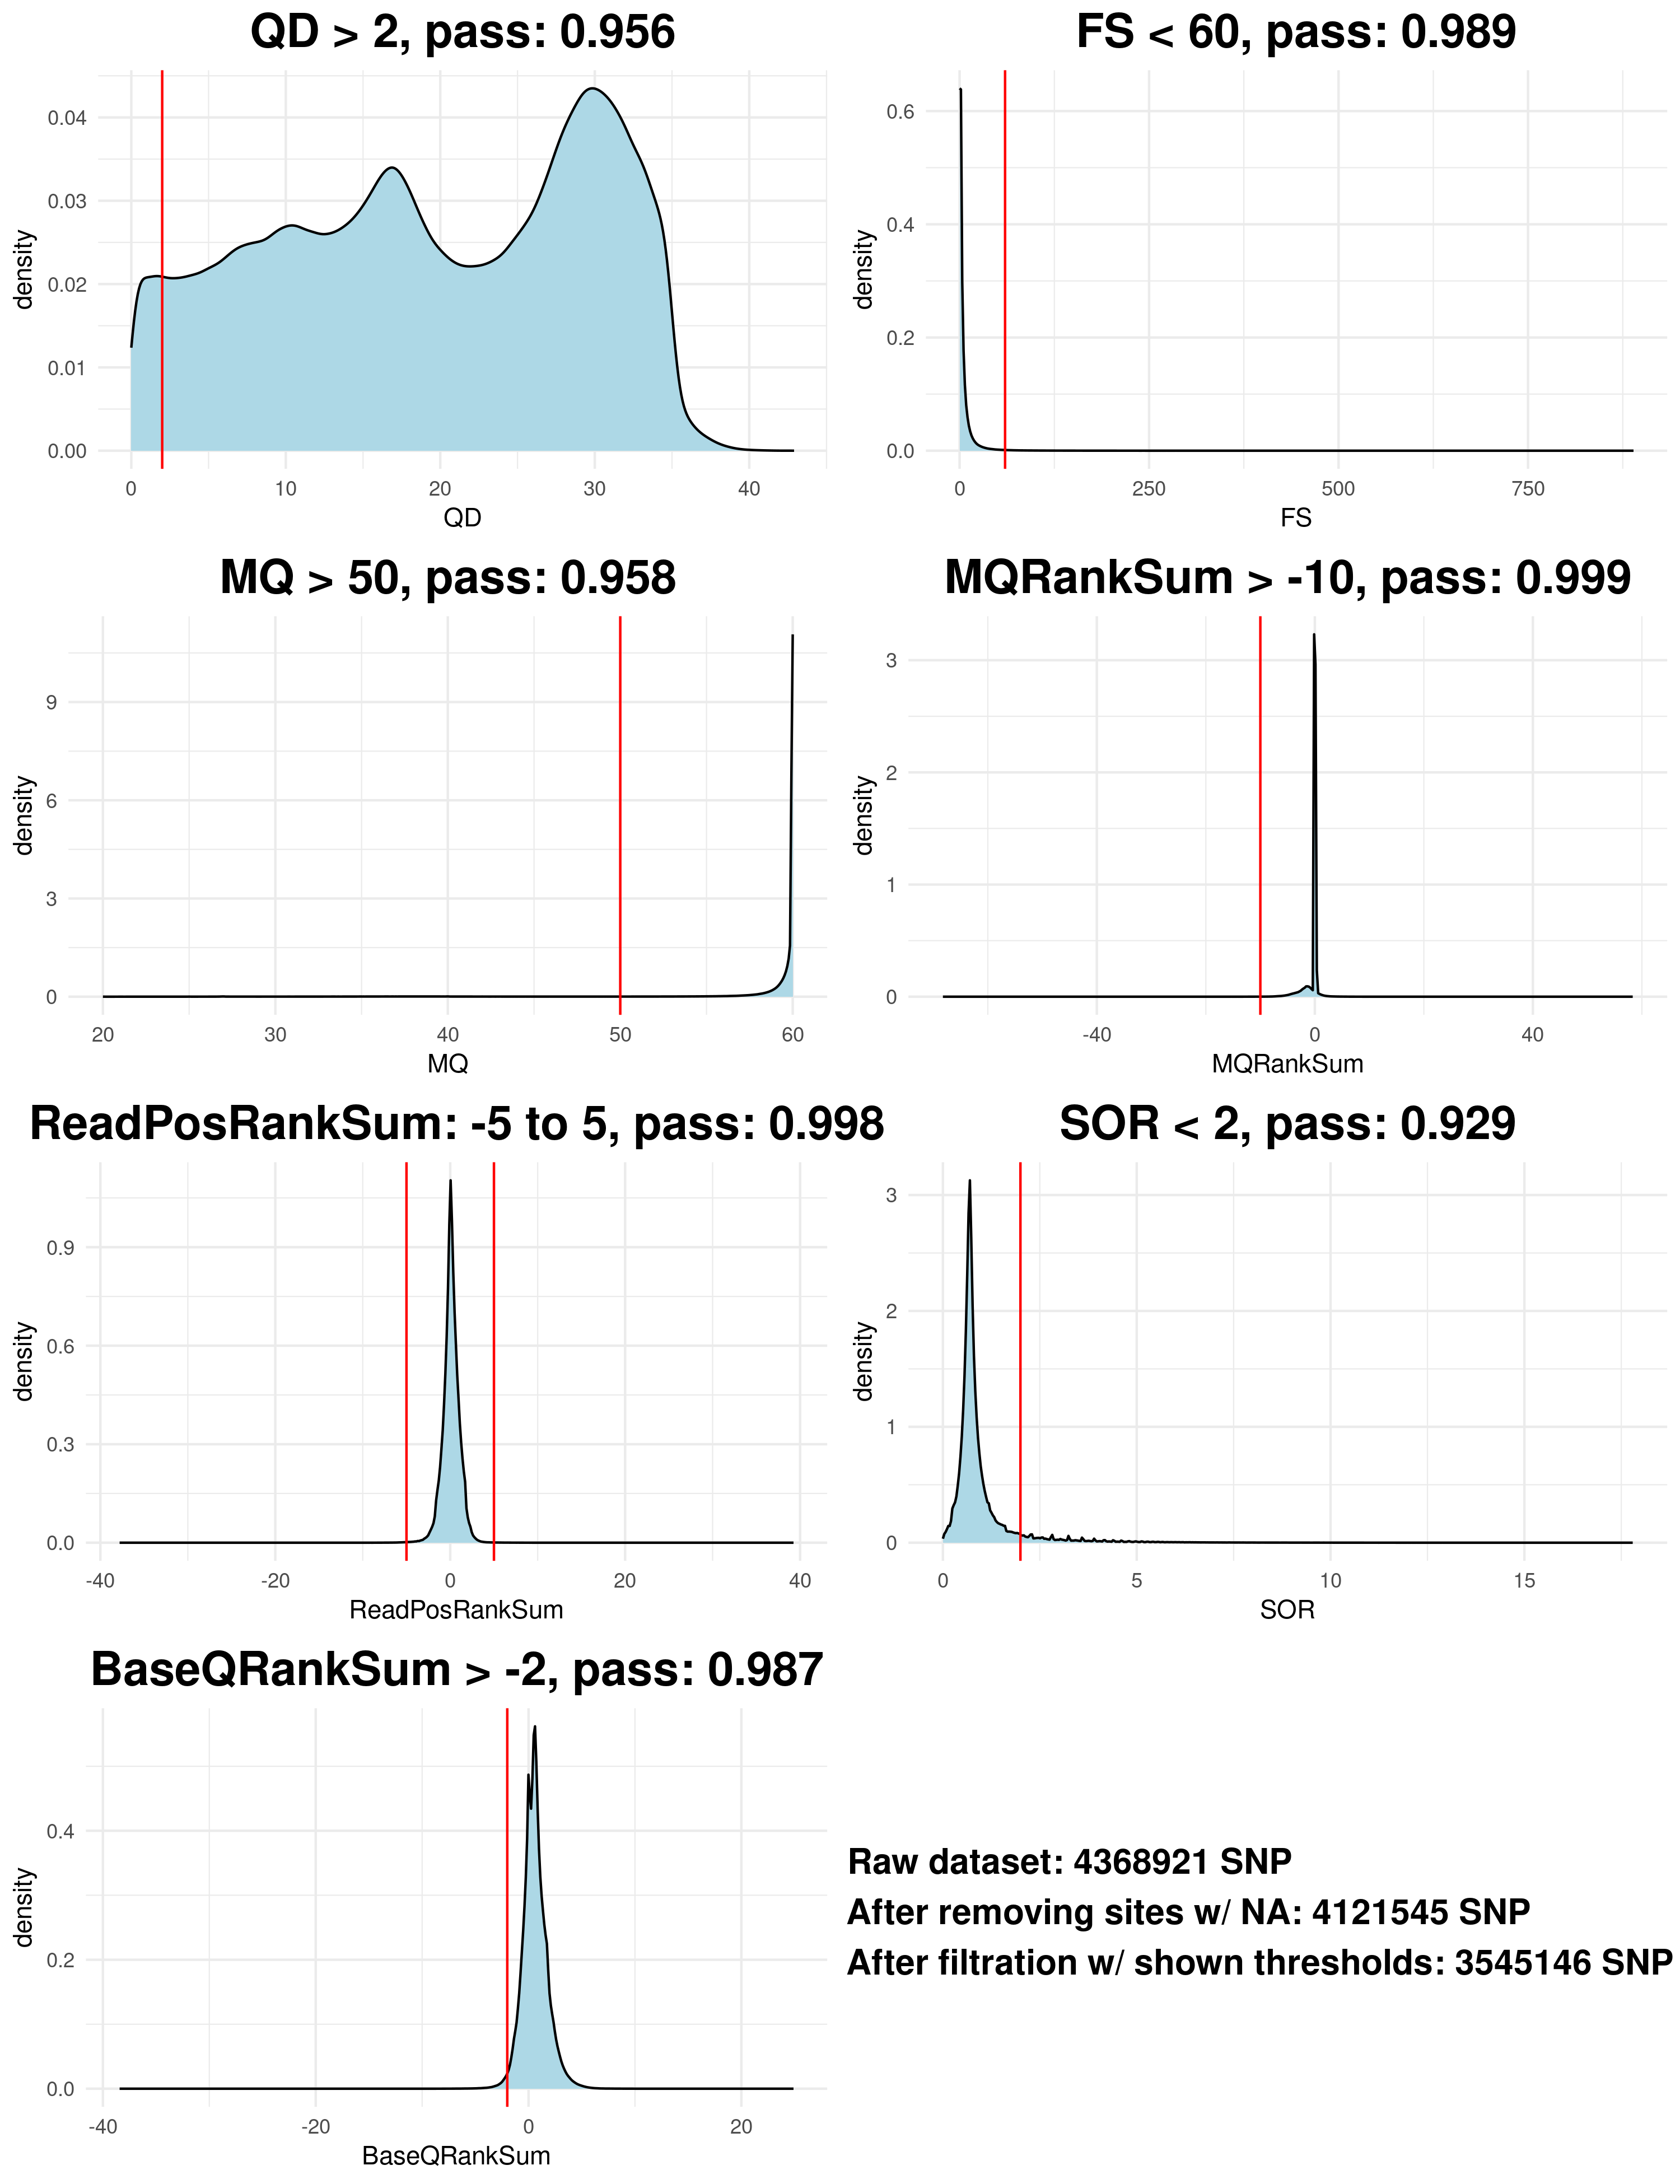 QD > 2, pass: 0.956
0.04
0.03
0.02
0.01
0.00
density
0 10 20 30 40
QD
FS < 60, pass: 0.989
0.6
0.4
0.2
0.0
density
0 250 500 750
FS
MQ > 50, pass: 0.958
9
6
3
0
density
20 30 40 50 60
MQ
MQRankSum > -10, pass: 0.999
3
2
1
0
density
-40 0 40
MQRankSum
ReadPosRankSum: -5 to 5, pass: 0.998
0.9
0.6
0.3
0.0
density
-40 -20 0 20 40
ReadPosRankSum
SOR < 2, pass: 0.929
3
2
1
0
density
0 5 10 15
SOR
BaseQRankSum > -2, pass: 0.987
0.4
0.2
0.0
density
-40 -20 0 20
BaseQRankSum
Raw dataset: 4368921 SNP
After removing sites w/ NA: 4121545 SNP
After filtration w/ shown thresholds: 3545146 SNP